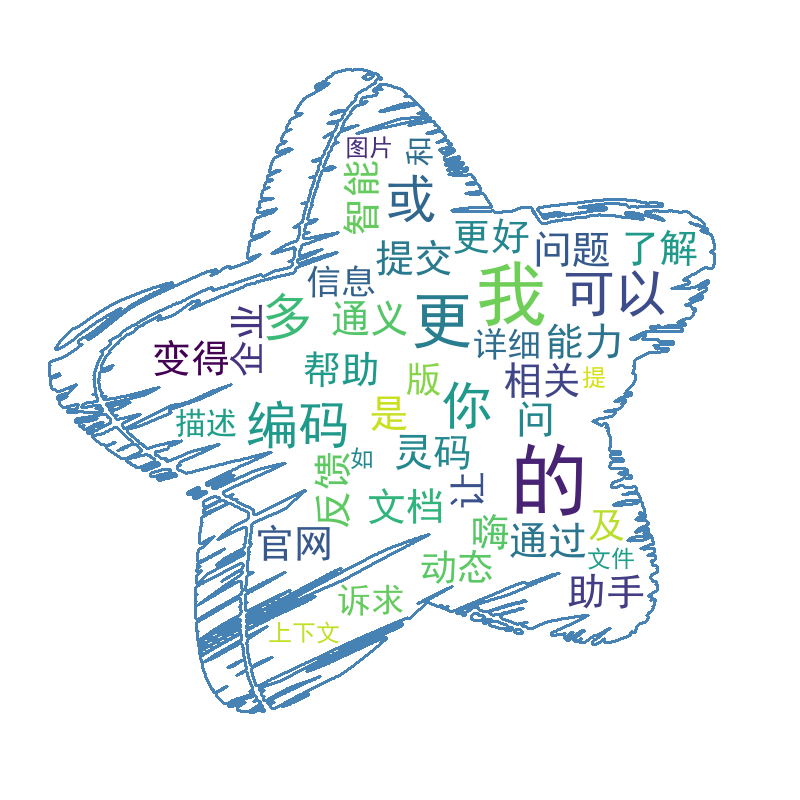 图片
和
智能
或
更好
提交
问题
了解
信息
我
可以
多
通义
更
企业
详细
能力
变得
帮助
版
相关
提
你
是
编码
描述
问
灵码
如
的
反馈
让
文档
嗨
及
官网
通过
动态
文件
助手
诉求
上下文